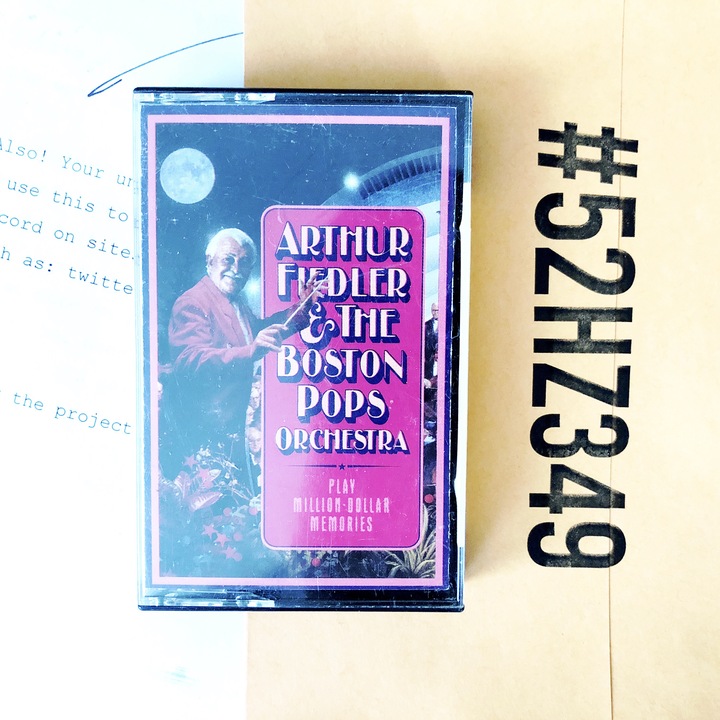 Also! Your un
use this to
cord on site
h as: twitte
the project
ARTHUR
FIEDLER
& THE
BOSTON
POPS
ORCHESTRA
PLAY
MILLION-DOLLAR
MEMORIES
#52HZ349